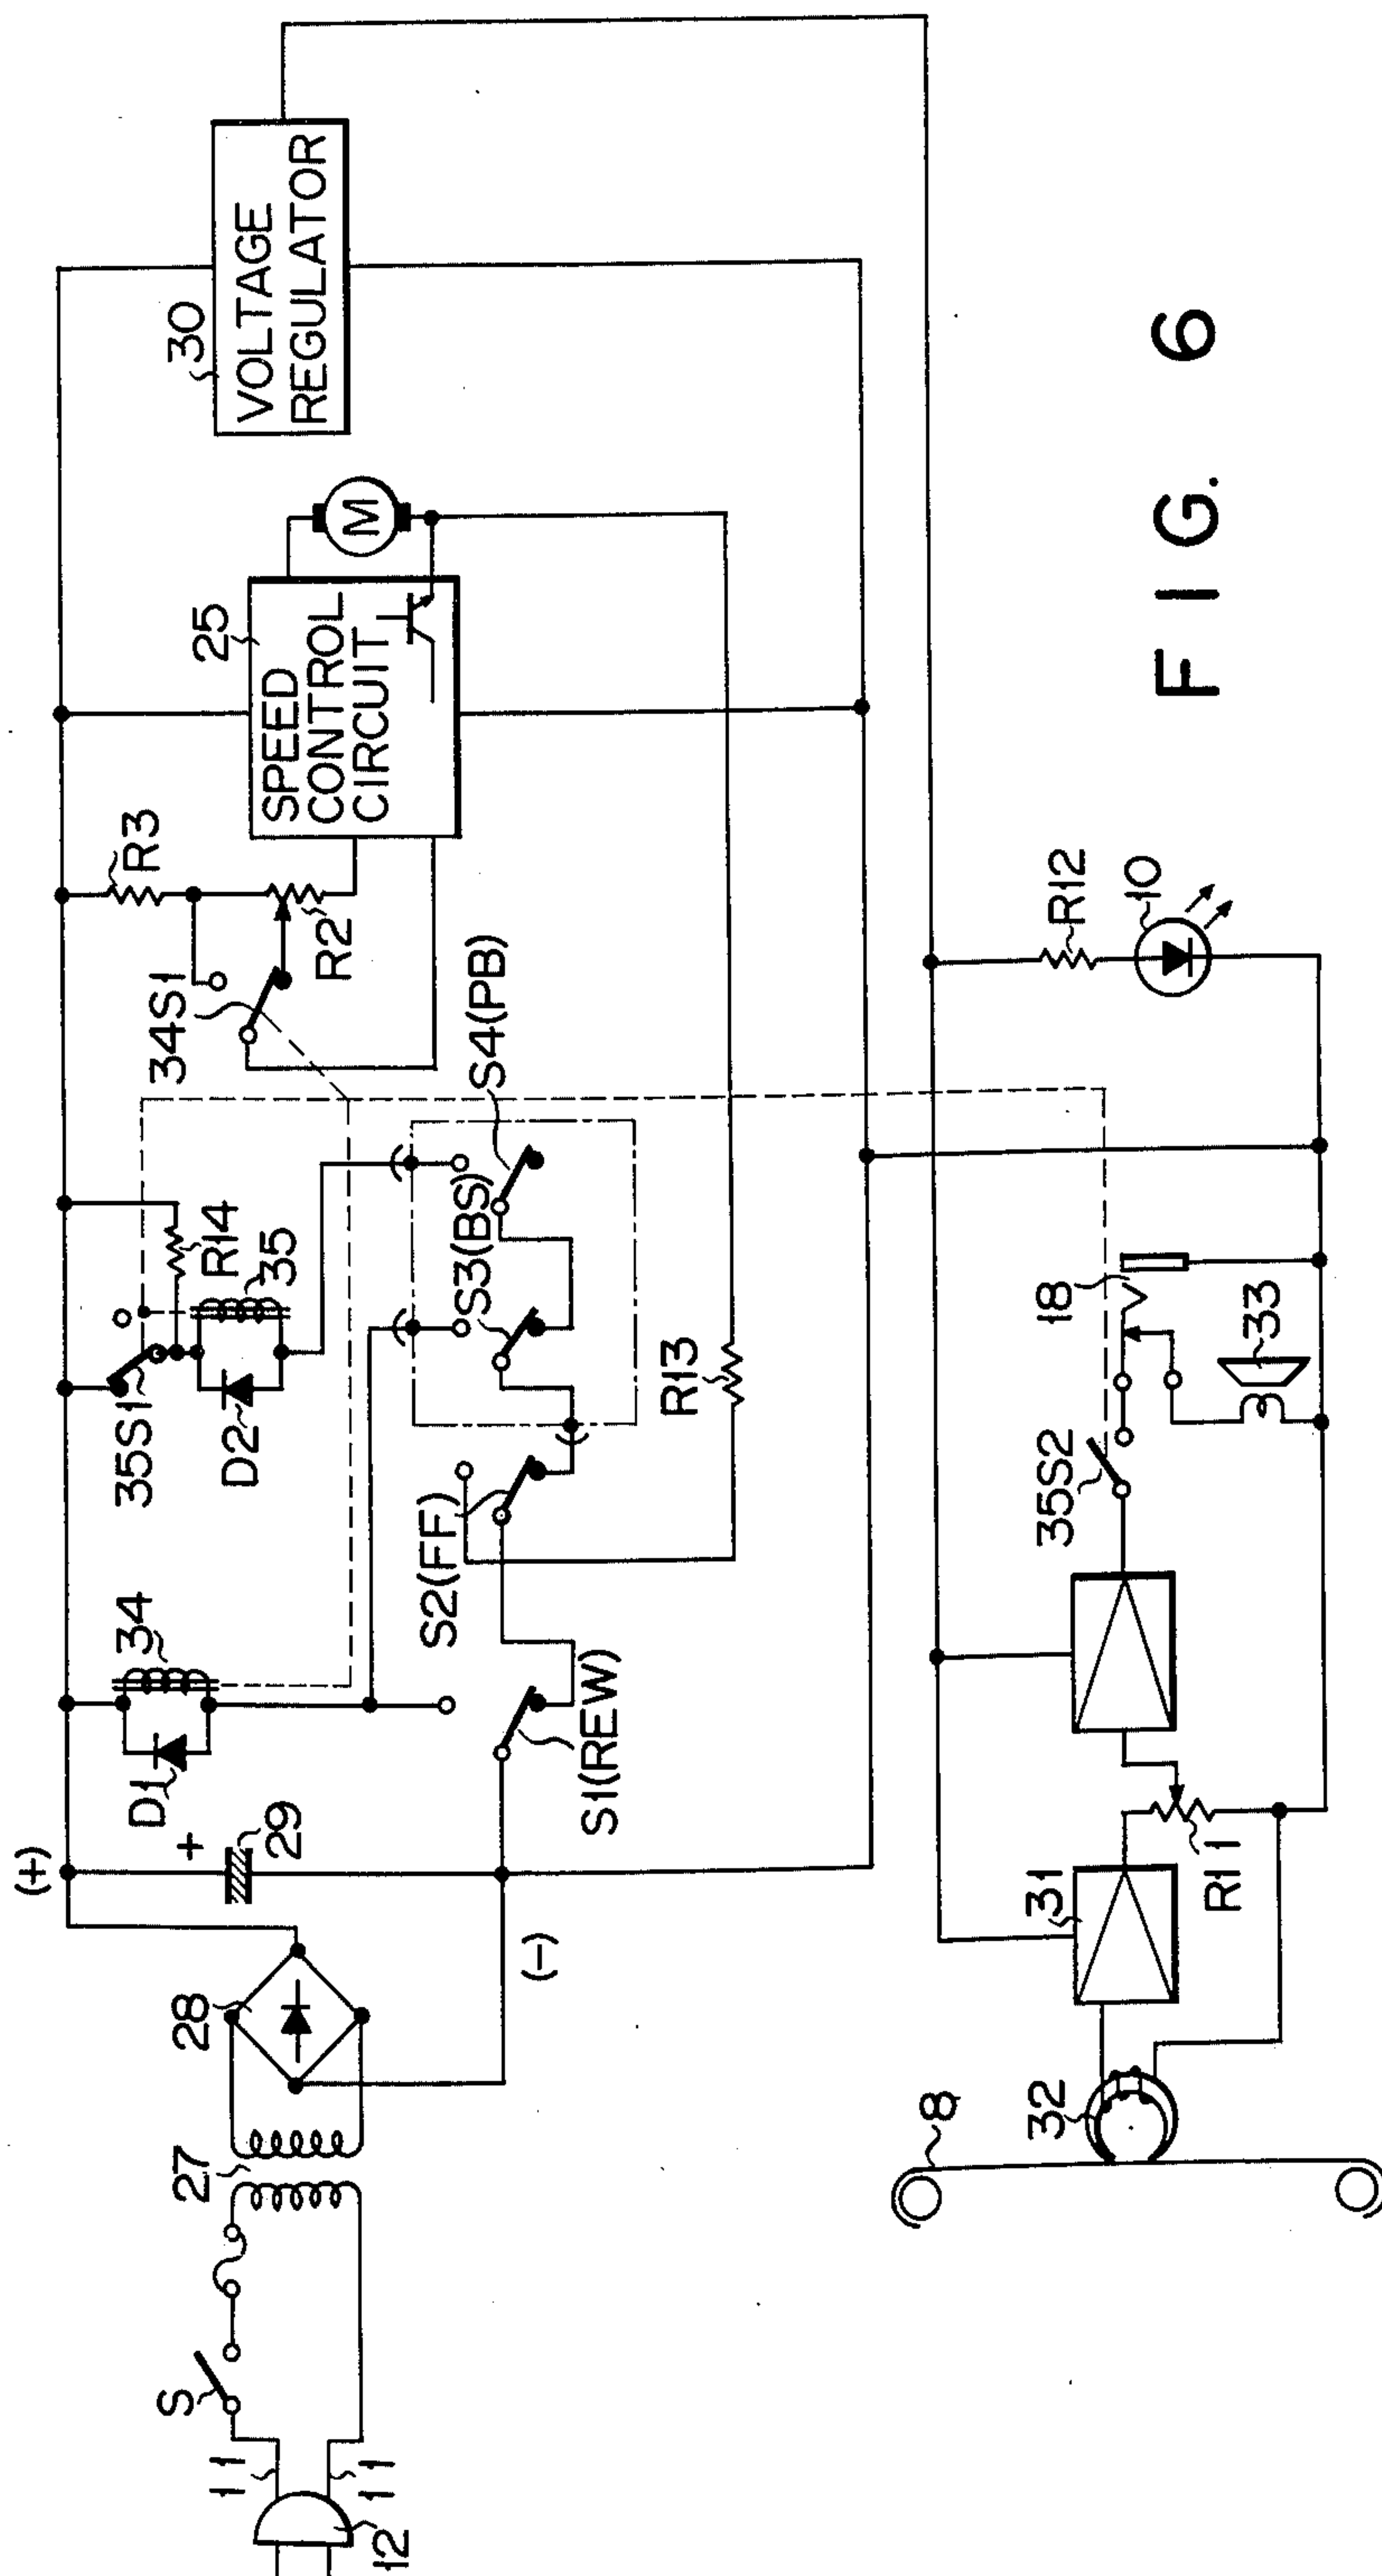 12
11
11
S
27
28
(+)
(−)
+
29
D1
34
S1(REW)
S2(FF)
35S1
D2
R14
35
S3(BS)
S4(PB)
R13
34S1
R2
R3
25
SPEED
CONTROL
CIRCUIT
M
30
VOLTAGE
REGULATOR
8
32
31
R11
35S2
18
33
R12
10
FIG. 6